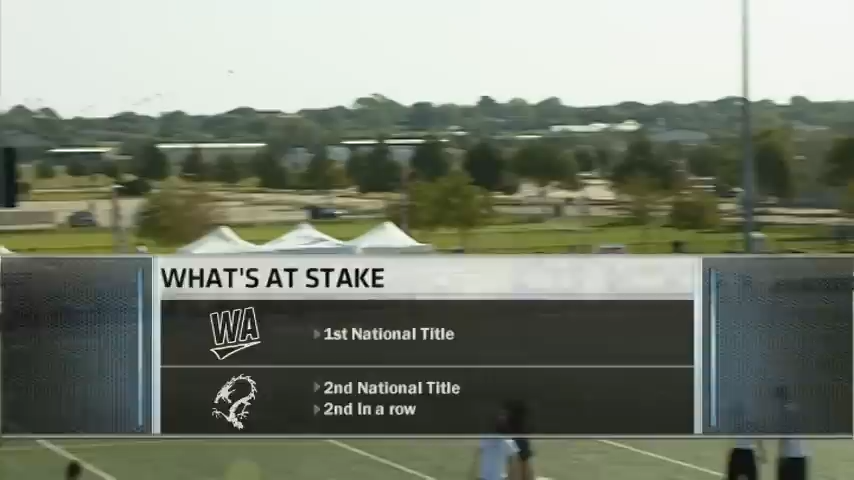 WHAT'S AT STAKE
WA
1st National Title
2nd National Title
2nd In a row